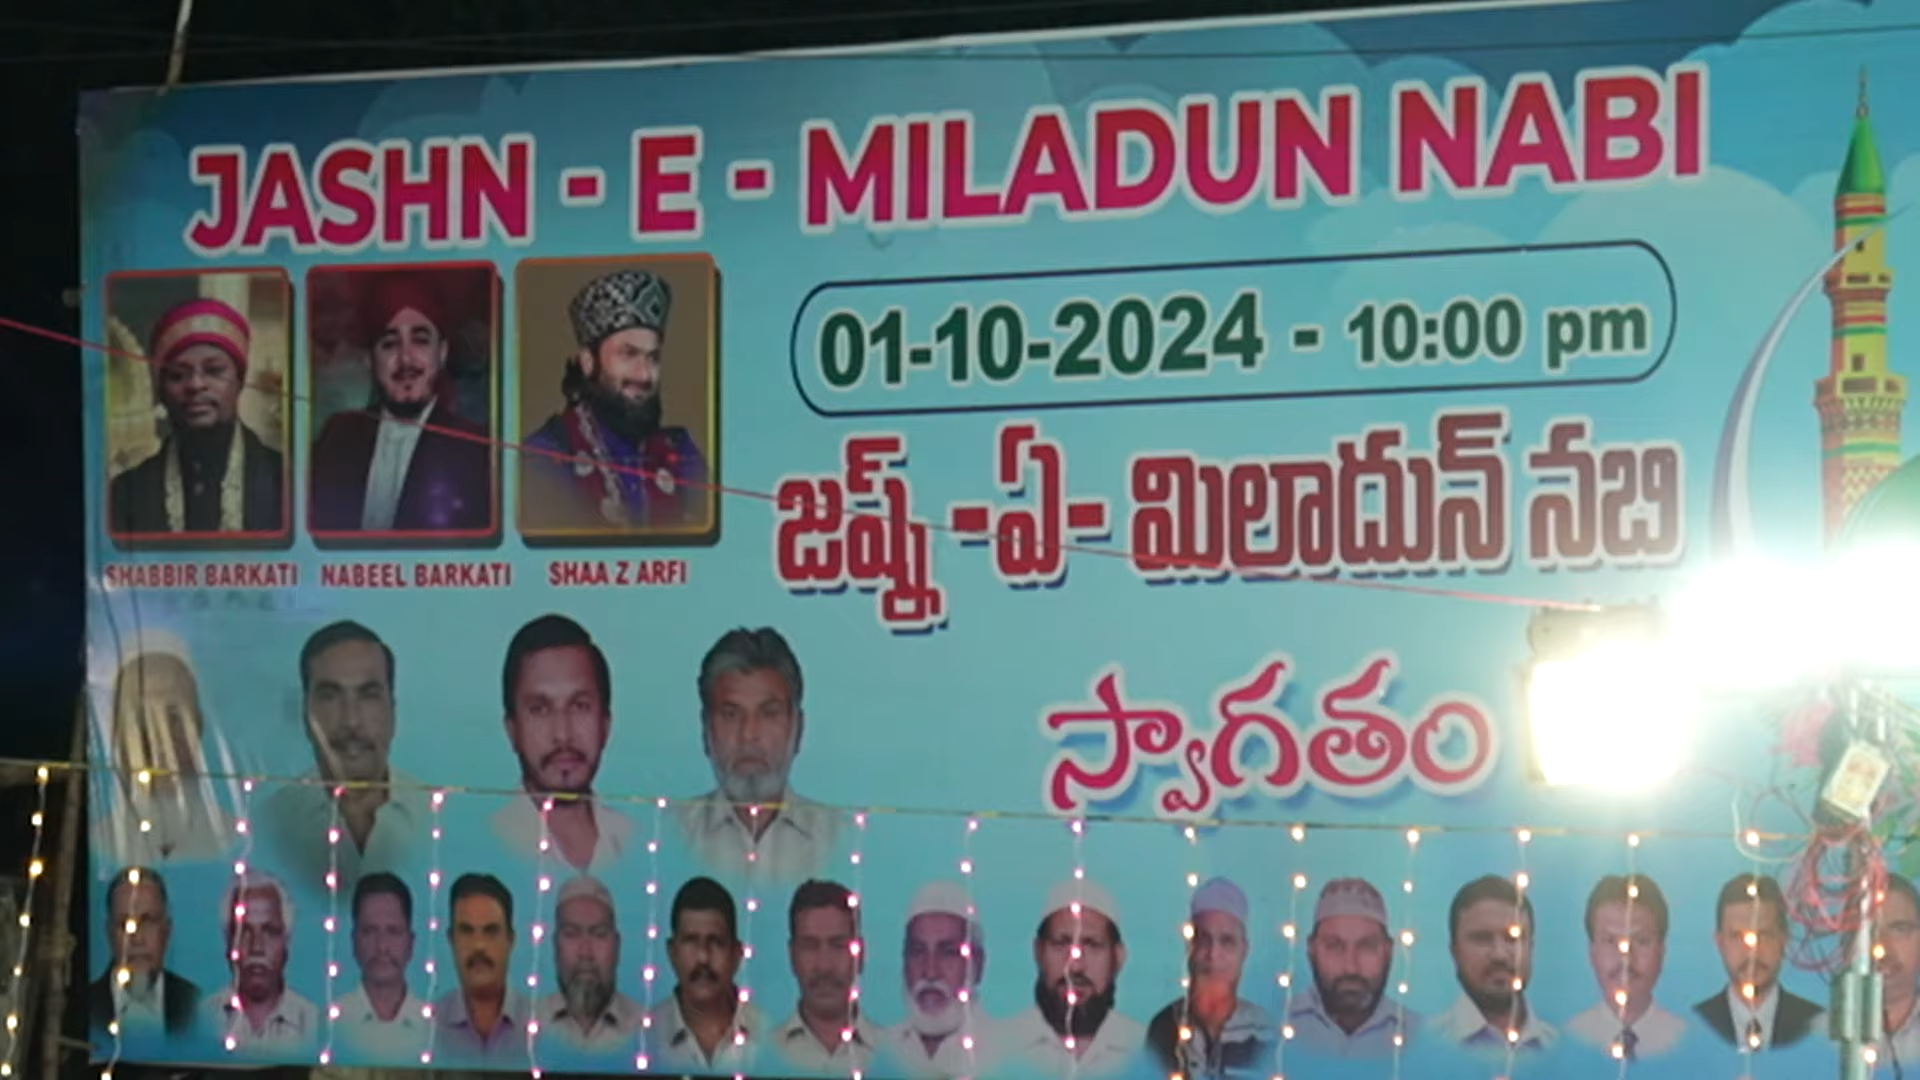 JASHN - E - MILADUN NABI
01-10-2024 - 10:00 pm
జష్న్ -ఏ- మిలాదున్ నబి
SHABBIR BARKATI NABEEL BARKATI SHAA Z ARFI
స్వాగతం